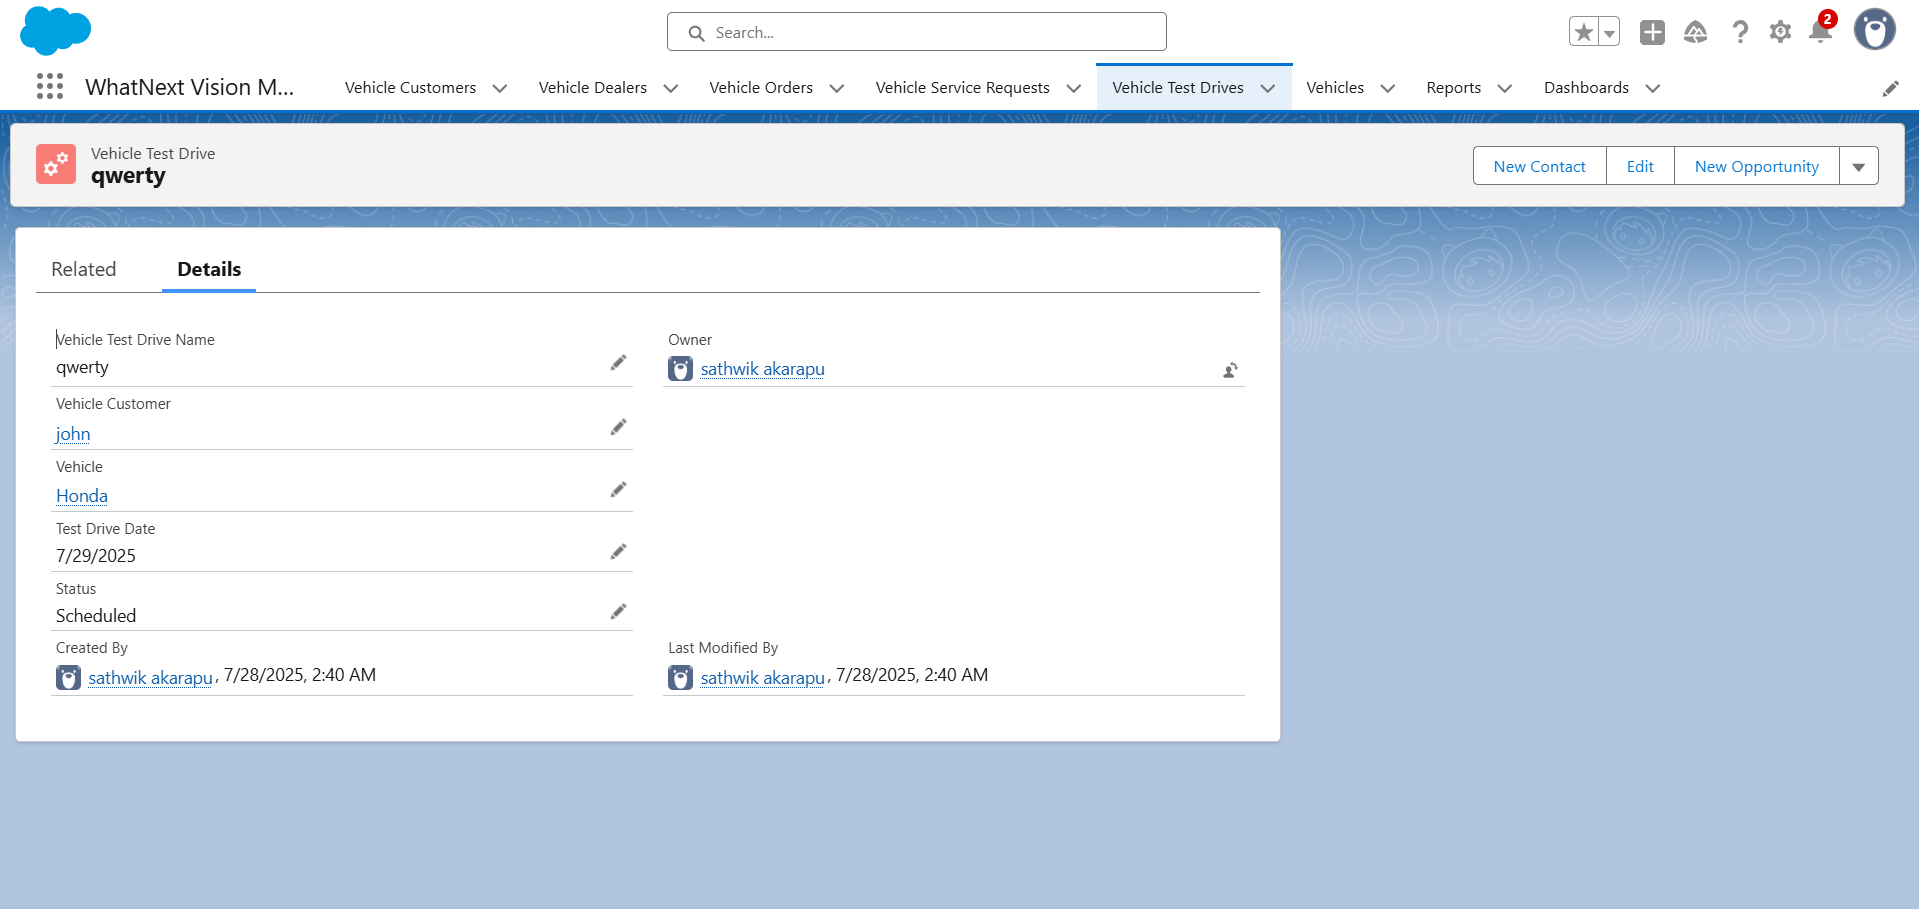 Search...
2
WhatNext Vision M...
Vehicle Customers
Vehicle Dealers
Vehicle Orders
Vehicle Service Requests
Vehicle Test Drives
Vehicles
Reports
Dashboards
Vehicle Test Drive
qwerty
New Contact
Edit
New Opportunity
Related
Details
Vehicle Test Drive Name
qwerty
Owner
sathwik akarapu
Vehicle Customer
john
Vehicle
Honda
Test Drive Date
7/29/2025
Status
Scheduled
Created By
sathwik akarapu, 7/28/2025, 2:40 AM
Last Modified By
sathwik akarapu, 7/28/2025, 2:40 AM